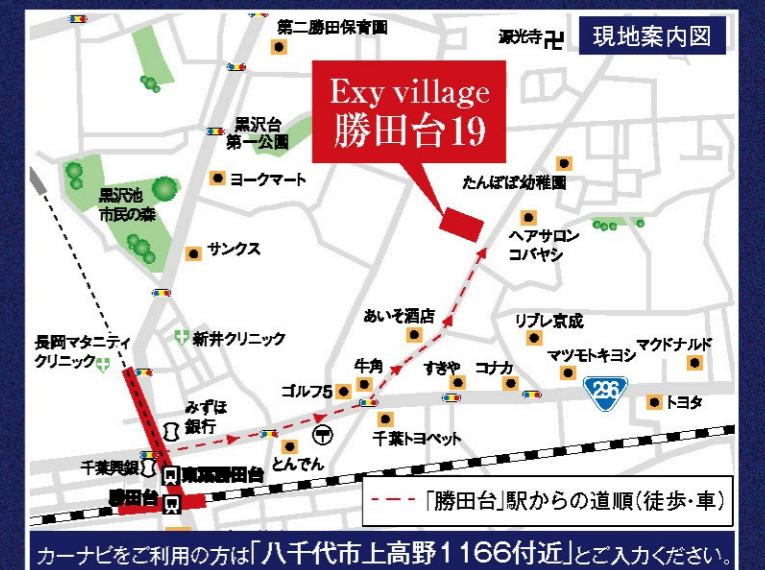 第二勝田保育園
源光寺卍
現地案内図
Exy village
勝田台19
黒沢台
第一公園
ヨークマート
たんぽぽ幼稚園
黒沢池
市民の森
サンクス
ヘアサロン
コバヤシ
あいそ酒店
リブレ京成
長岡マタニティ
クリニック
新井クリニック
マツモトキヨシ
マクドナルド
牛角
すきや
コナカ
ゴルフ5
296
トヨタ
みずほ
銀行
〒
千葉トヨペット
千葉興銀
とんでん
東葉勝田台
勝田台
「勝田台」駅からの道順(徒歩・車)
カーナビをご利用の方は「八千代市上高野1166付近」とご入力ください。